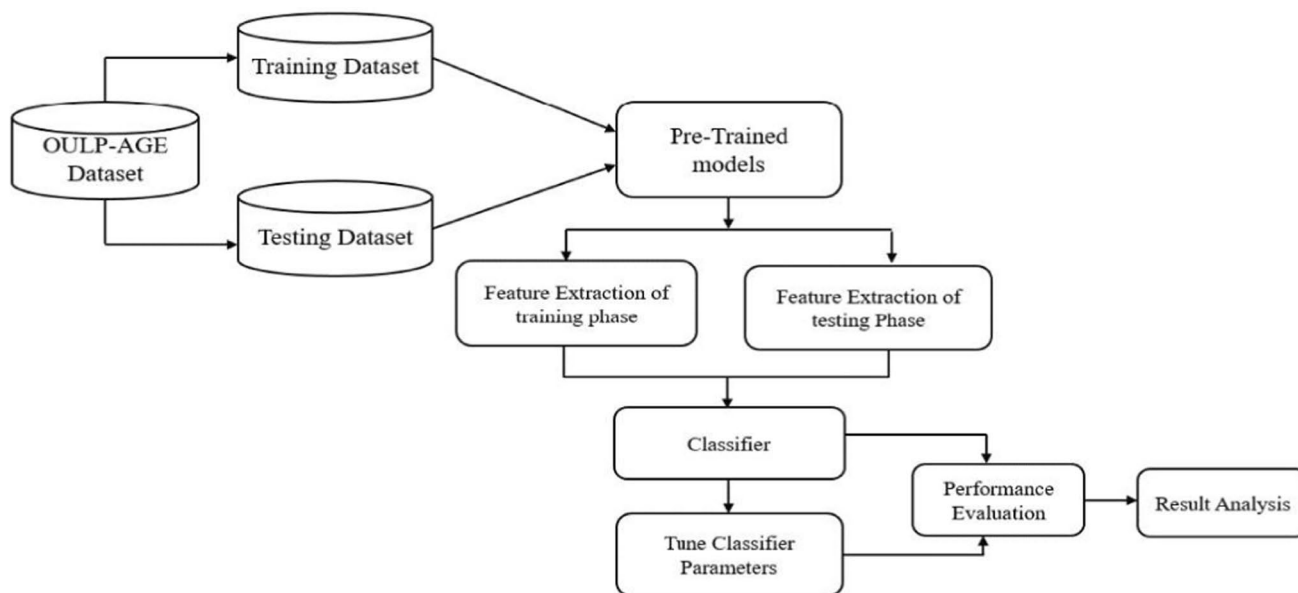 Training Dataset
OULP-AGE
Dataset
Testing Dataset
Pre-Trained
models
Feature Extraction of
training phase
Feature Extraction of
testing Phase
Classifier
Tune Classifier
Parameters
Performance
Evaluation
Result Analysis